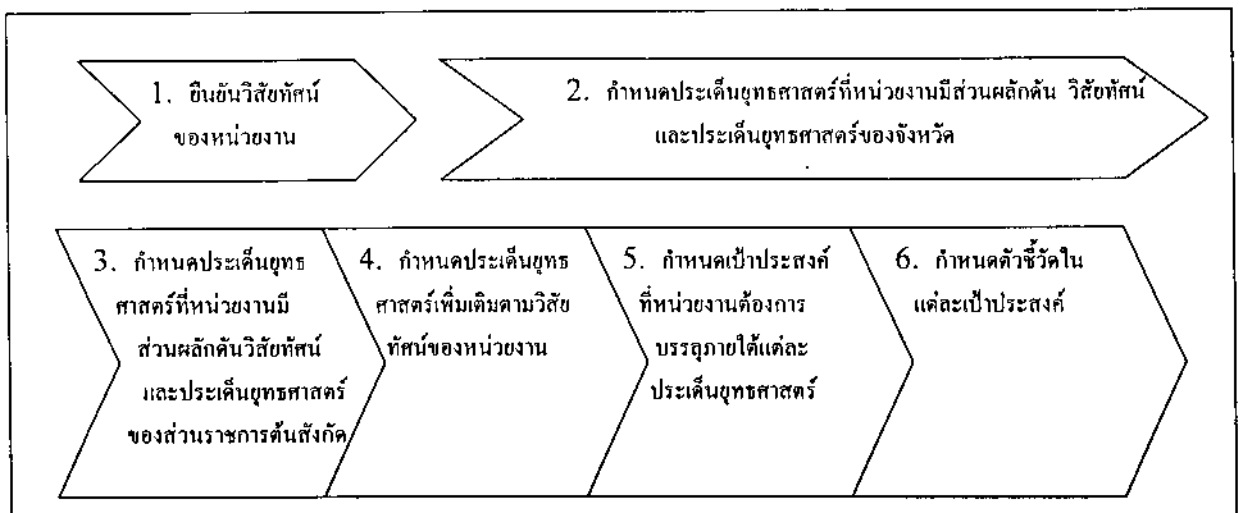 1. ยืนยันวิสัยทัศน์
ของหน่วยงาน
2. กำหนดประเด็นยุทธศาสตร์ที่หน่วยงานมีส่วนผลักดัน วิสัยทัศน์
และประเด็นยุทธศาสตร์ของจังหวัด
3. กำหนดประเด็นยุทธ
ศาสตร์ที่หน่วยงานมี
ส่วนผลักดันวิสัยทัศน์
และประเด็นยุทธศาสตร์
ของส่วนราชการต้นสังกัด
4. กำหนดประเด็นยุทธ
ศาสตร์เพิ่มเติมตามวิสัย
ทัศน์ของหน่วยงาน
5. กำหนดเป้าประสงค์
ที่หน่วยงานต้องการ
บรรลุภายใต้แต่ละ
ประเด็นยุทธศาสตร์
6. กำหนดตัวชี้วัดใน
แต่ละเป้าประสงค์